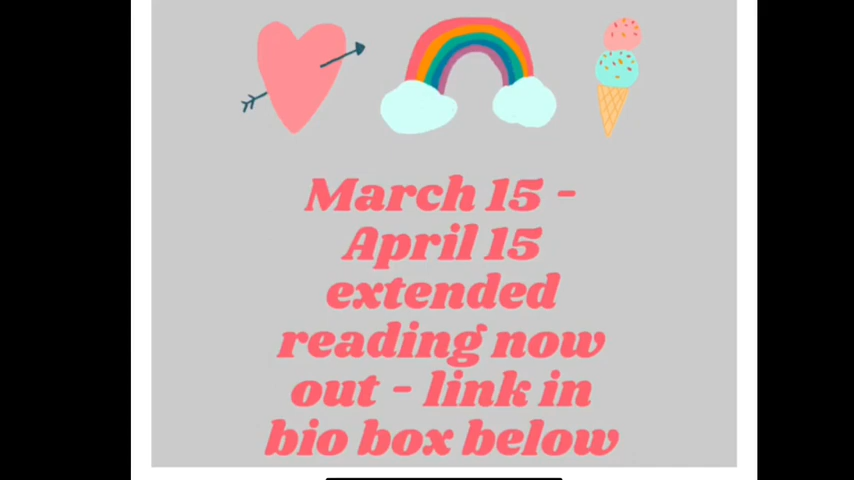 March 15 -
April 15
extended
reading now
out - link in
bio box below